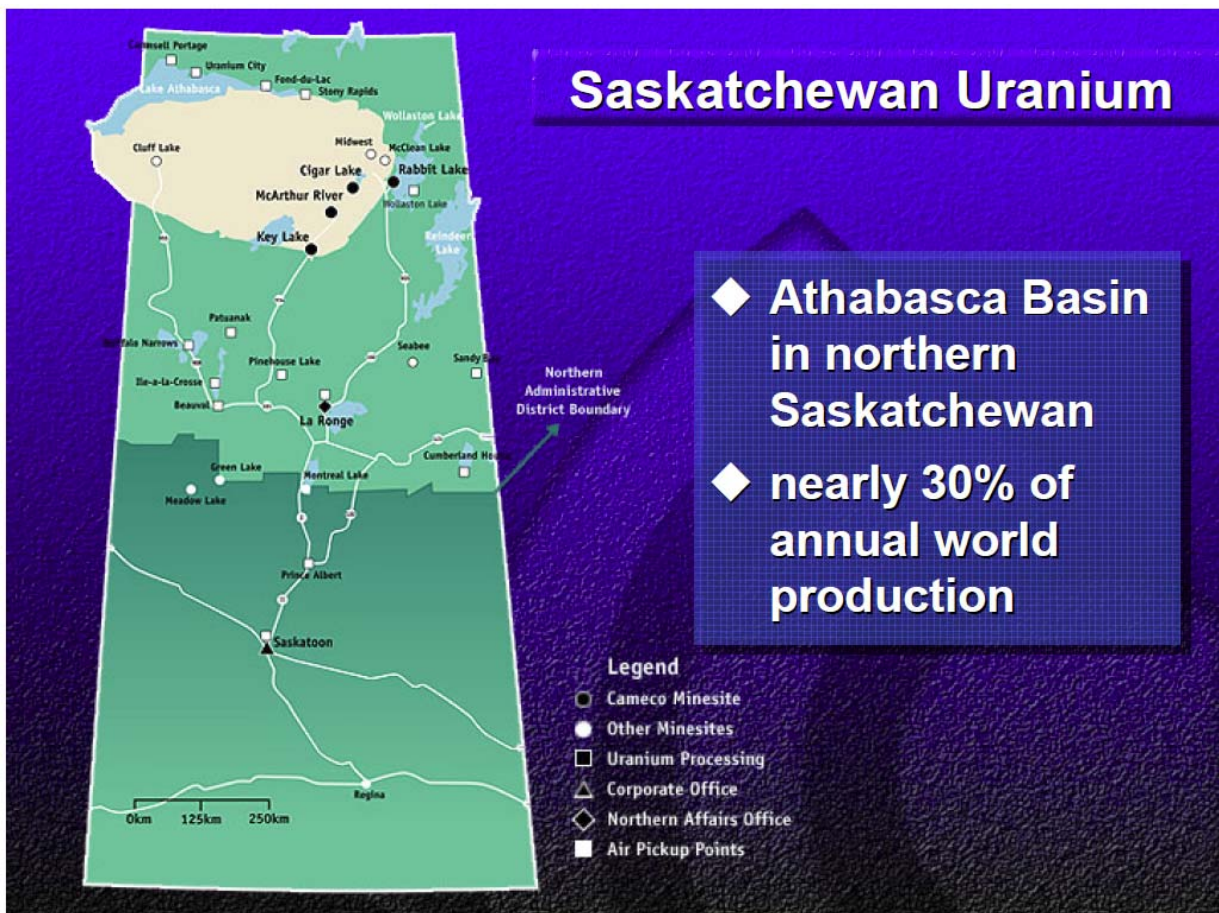 Saskatchewan Uranium
Camsell Portage
Uranium City
Fond-du-Lac
Lake Athabasca
Stony Rapids
Wollaston Lake
Midwest
McClean Lake
Cluff Lake
Cigar Lake
Rabbit Lake
McArthur River
Wollaston Lake
Key Lake
Reindeer
Lake
Patuanak
Buffalo Narrows
Seabee
Pinehouse Lake
Sandy Bay
Ile-a-la-Crosse
Beauval
La Ronge
Northern
Administrative
District Boundary
Green Lake
Montreal Lake
Cumberland House
Meadow Lake
Prince Albert
Saskatoon
Regina
0km 125km 250km
Athabasca Basin
in northern
Saskatchewan
nearly 30% of
annual world
production
Legend
Cameco Minesite
Other Minesites
Uranium Processing
Corporate Office
Northern Affairs Office
Air Pickup Points